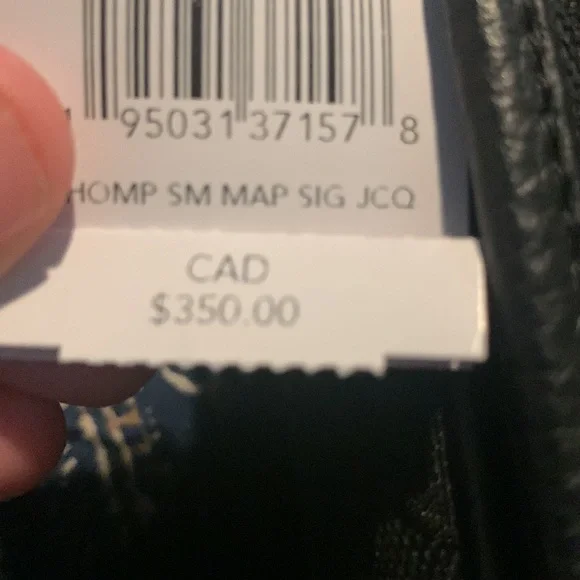 95031 37157 8
HOMP SM MAP SIG JCQ
CAD
$350.00